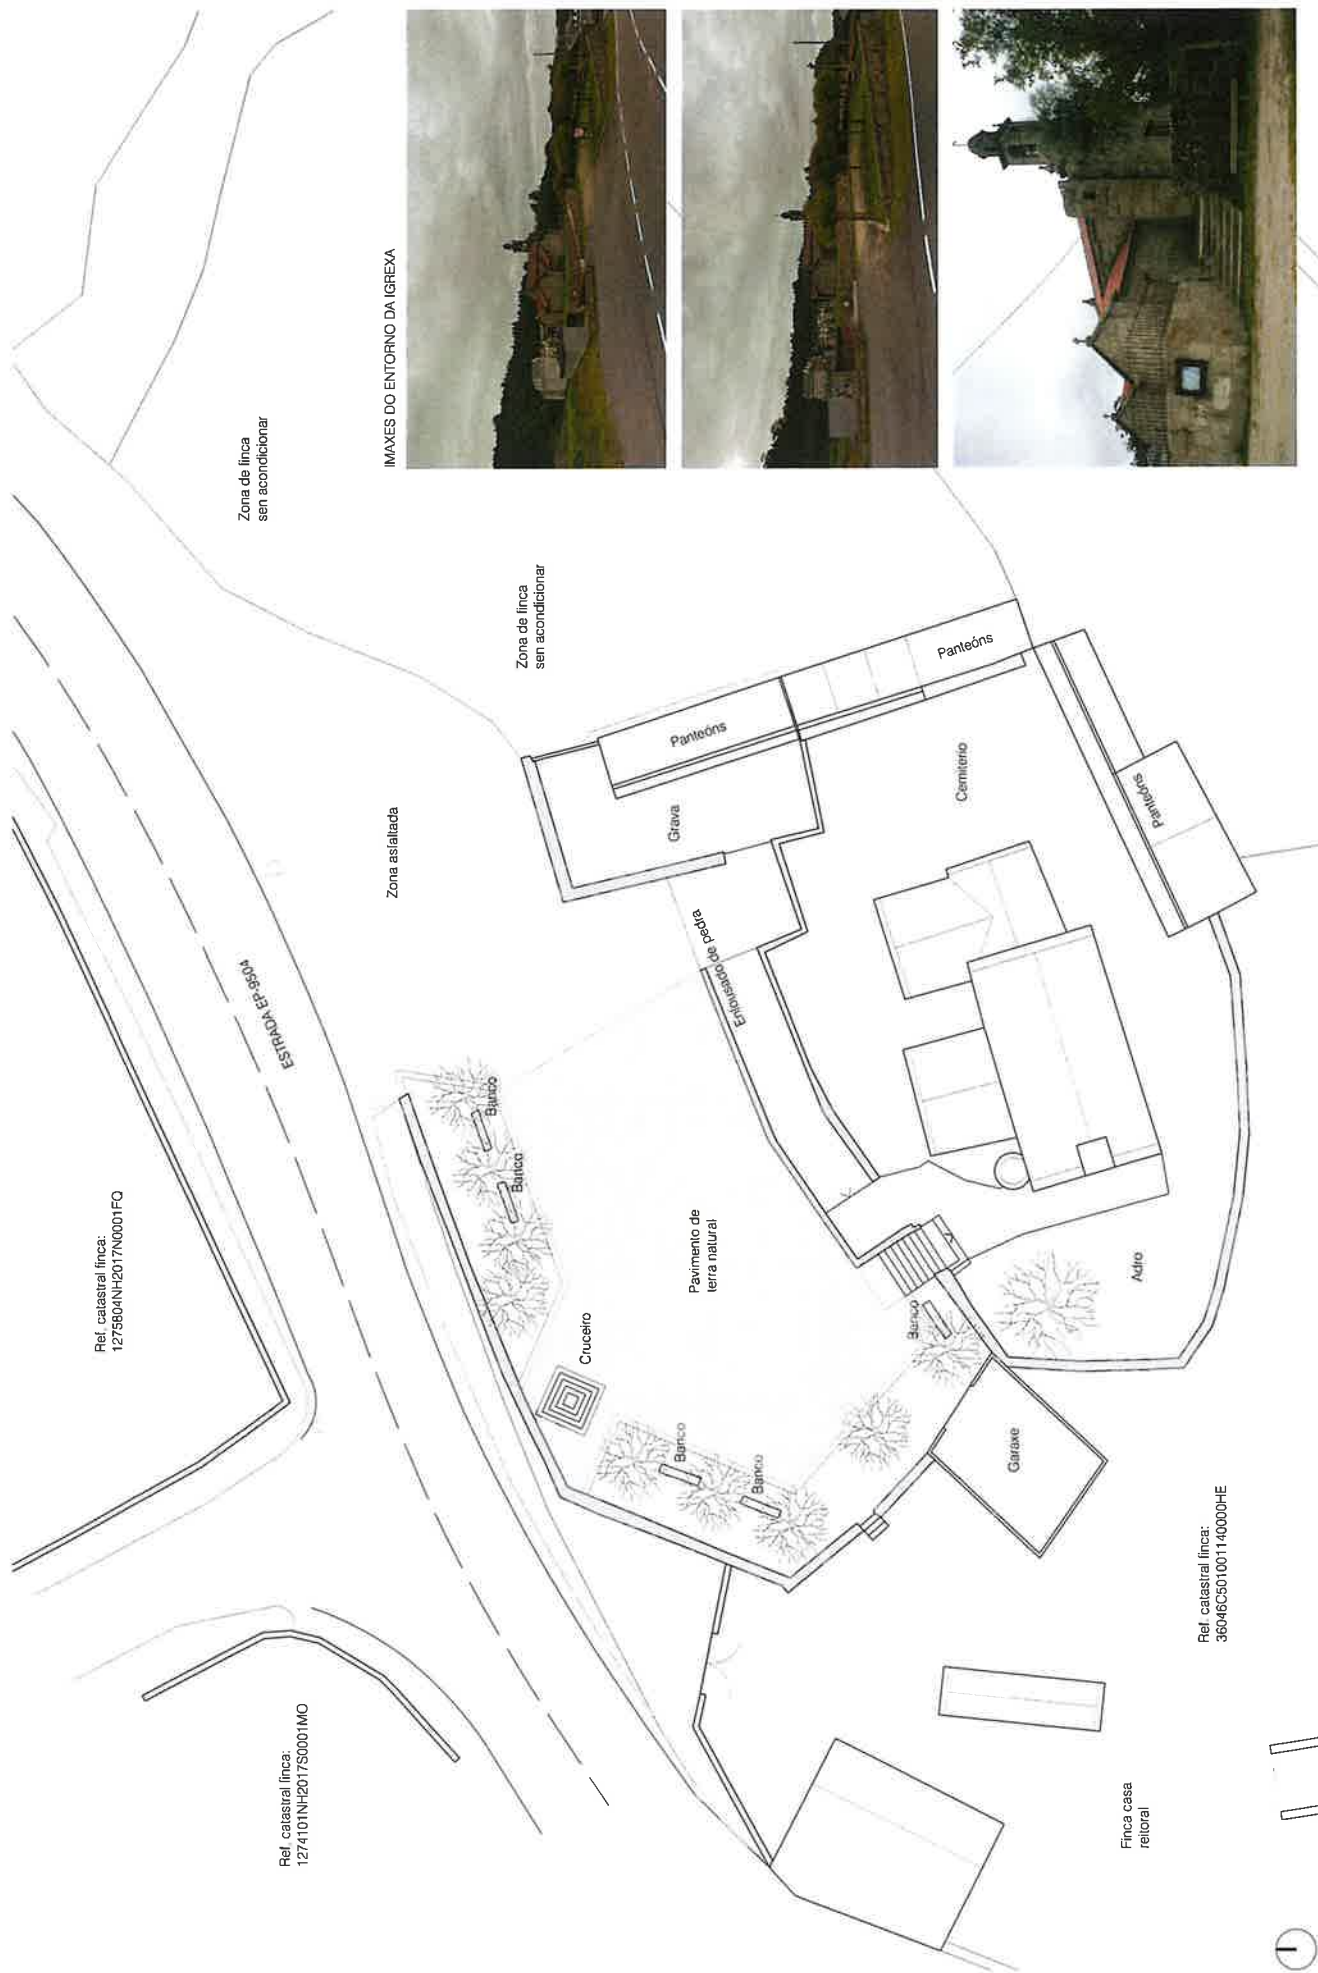 Ref. catastral finca:
1275804NH2017N0001FQ
Ref. catastral finca:
1274101NH2017S0001MO
ESTRADA EP-9504
Zona de finca
sen acondicionar
IMAXES DO ENTORNO DA IGREXA
Zona asfaltada
Zona de finca
sen acondicionar
Banco
Banco
Cruceiro
Pavimento de
terra natural
Banco
Banco
Banco
Enlousado de pedra
Grava
Panteóns
Panteóns
Cemiterio
Panteóns
Adro
Garaxe
Ref. catastral finca:
36046C501001140000HE
Finca casa
reitoral